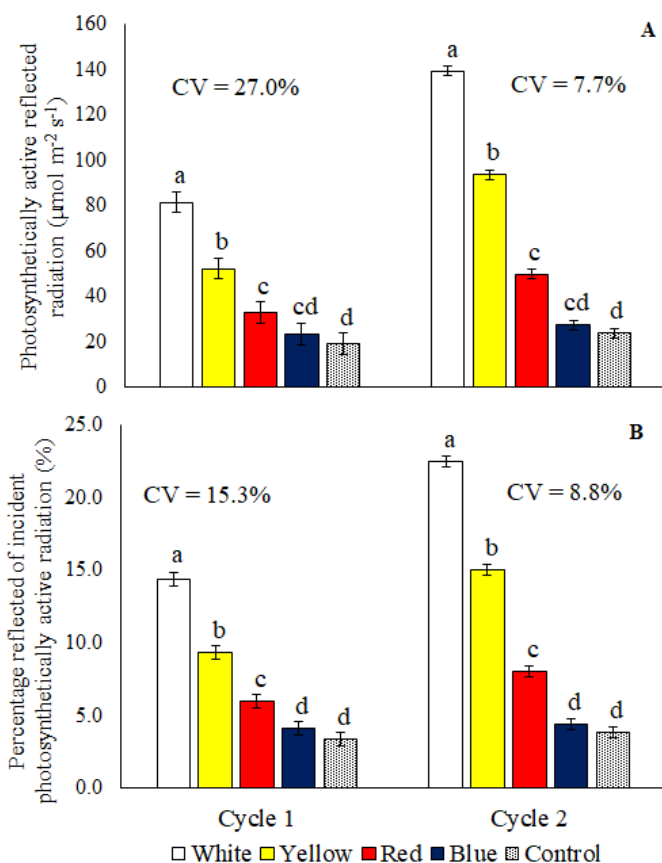 Photosynthetically active reflected
radiation (µmol m-2 s-1)
160
140
120
100
80
60
40
20
0
A
CV = 27.0%
CV = 7.7%
a
b
c
cd
d
a
b
c
cd
d
Percentage reflected of incident
photosynthetically active radiation (%)
25.0
20.0
15.0
10.0
5.0
0.0
B
CV = 15.3%
CV = 8.8%
a
b
c
d
d
a
b
c
d
d
Cycle 1
Cycle 2
White Yellow Red Blue Control